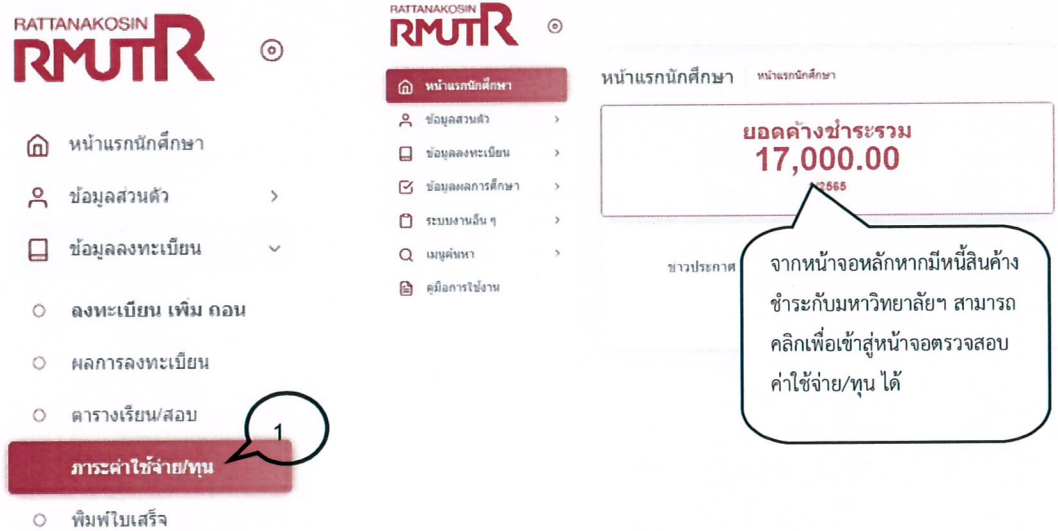 RATTANAKOSIN
RMUTR
หน้าแรกนักศึกษา
ข้อมูลส่วนตัว
ข้อมูลลงทะเบียน
ลงทะเบียน เพิ่ม ถอน
ผลการลงทะเบียน
ตารางเรียน/สอบ
1
ภาระค่าใช้จ่าย/ทุน
พิมพ์ใบเสร็จ
RATTANAKOSIN
RMUTR
หน้าแรกนักศึกษา
ข้อมูลส่วนตัว
ข้อมูลลงทะเบียน
ข้อมูลผลการศึกษา
ระบบงานอื่น ๆ
เมนูค้นหา
คู่มือการใช้งาน
หน้าแรกนักศึกษา หน้าแรกนักศึกษา
ยอดค้างชำระรวม
17,000.00
/2565
ข่าวประกาศ
จากหน้าจอหลักหากมีหนี้สินค้าง
ชำระกับมหาวิทยาลัยฯ สามารถ
คลิกเพื่อเข้าสู่หน้าจอตรวจสอบ
ค่าใช้จ่าย/ทุน ได้